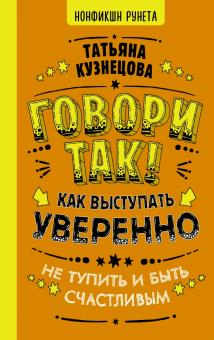 НОНФИКШН РУНЕТА
ТАТЬЯНА
КУЗНЕЦОВА
ГОВОРИ
ТАК!
КАК ВЫСТУПАТЬ
УВЕРЕННО
НЕ ТУПИТЬ И БЫТЬ
СЧАСТЛИВЫМ